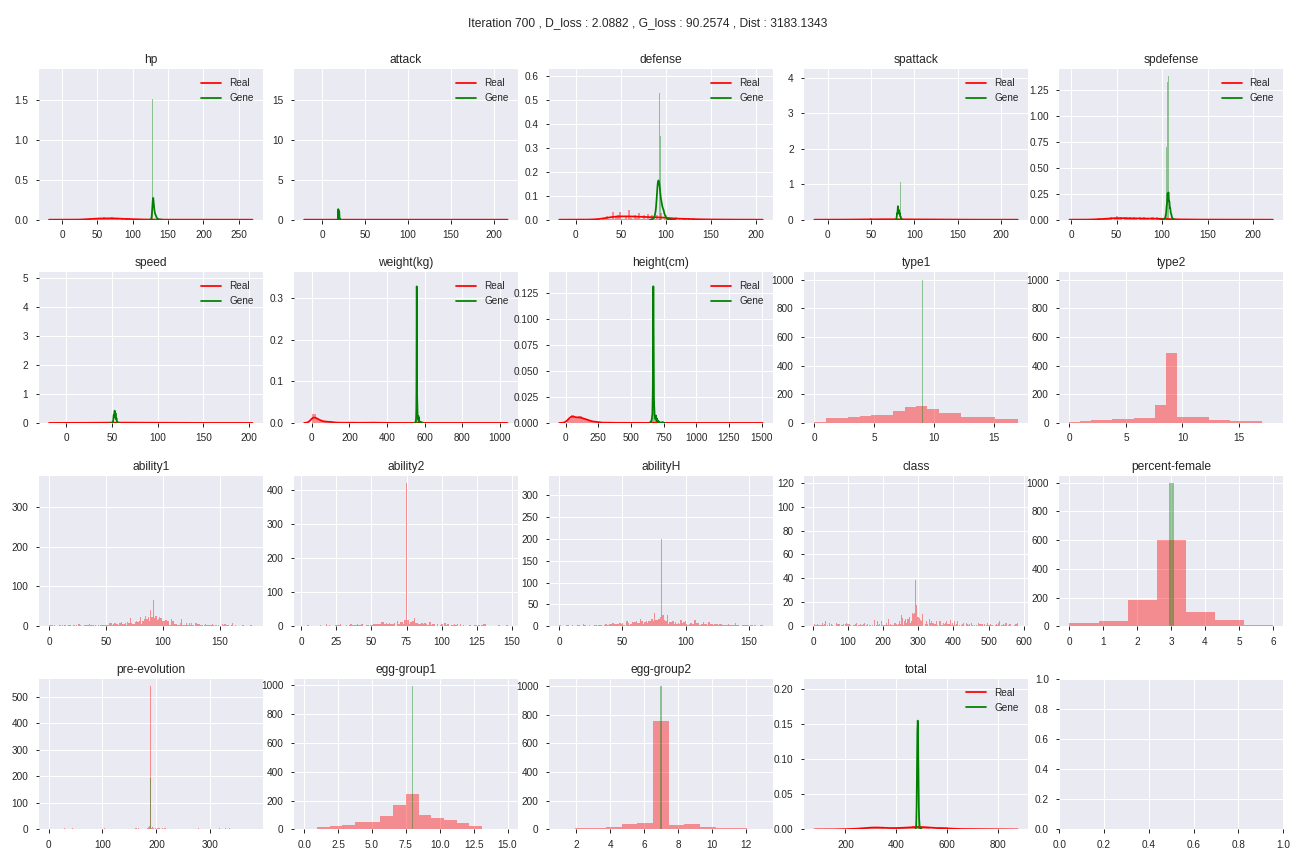 Iteration 700 , D_loss : 2.0882 , G_loss : 90.2574 , Dist : 3183.1343
hp attack defense spattack spdefense
Real Real Real Real Real
Gene Gene Gene Gene Gene
1.5 15 0.6 4 1.25
1.0 10 0.5 3 1.00
0.5 5 0.4 2 0.75
0.0 0 0.3 1 0.50
0.2 0 0.25
0.1 0.00
0.0
0 50 100 150 200 250 0 50 100 150 200 0 50 100 150 200 0 50 100 150 200 0 50 100 150 200
speed weight(kg) height(cm) type1 type2
Real Real Real
Gene Gene Gene
5 0.3 0.125 1000 1000
4 0.2 0.100 800 800
3 0.1 0.075 600 600
2 0.0 0.050 400 400
1 0.025 200 200
0 0.000 0 0
0 50 100 150 200 0 200 400 600 800 1000 0 250 500 750 1000 1250 1500 0 5 10 15 0 5 10 15
ability1 ability2 abilityH class percent-female
300 400 300 120 1000
200 300 250 100 800
100 200 200 80 600
0 100 150 60 400
0 100 40 200
50 20 0
0 0
0 50 100 150 0 25 50 75 100 125 150 0 50 100 150 0 100 200 300 400 500 600 0 1 2 3 4 5 6
pre-evolution egg-group1 egg-group2 total
Real
Gene
500 1000 1000 0.20 1.0
400 800 800 0.15 0.8
300 600 600 0.10 0.6
200 400 400 0.05 0.4
100 200 200 0.00 0.2
0 0 0 0.0
0 100 200 300 0.0 2.5 5.0 7.5 10.0 12.5 15.0 2 4 6 8 10 12 200 400 600 800 0.0 0.2 0.4 0.6 0.8 1.0